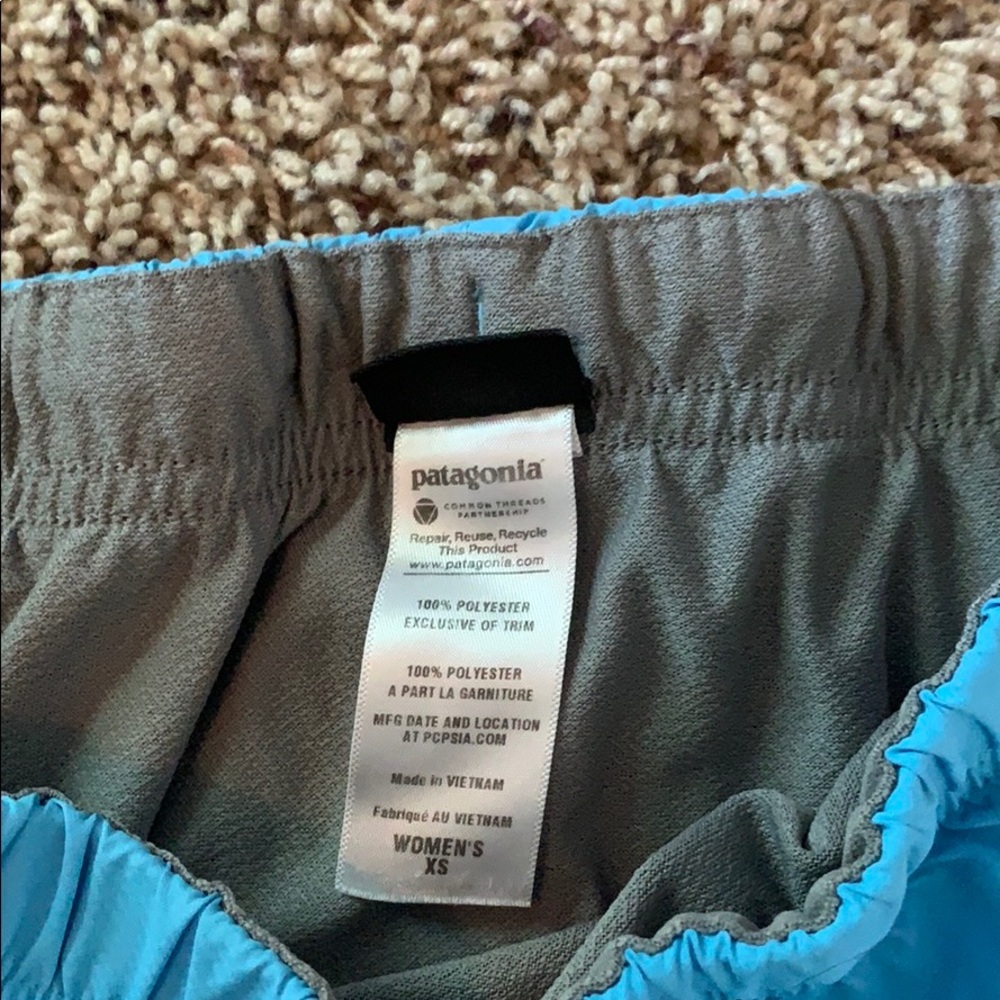 patagonia
COMMON THREADS
PARTNERSHIP
Repair, Reuse, Recycle
This Product
www.patagonia.com
100% POLYESTER
EXCLUSIVE OF TRIM
100% POLYESTER
A PART LA GARNITURE
MFG DATE AND LOCATION
AT PCPSIA.COM
Made in VIETNAM
Fabriqué AU VIETNAM
WOMEN'S
XS